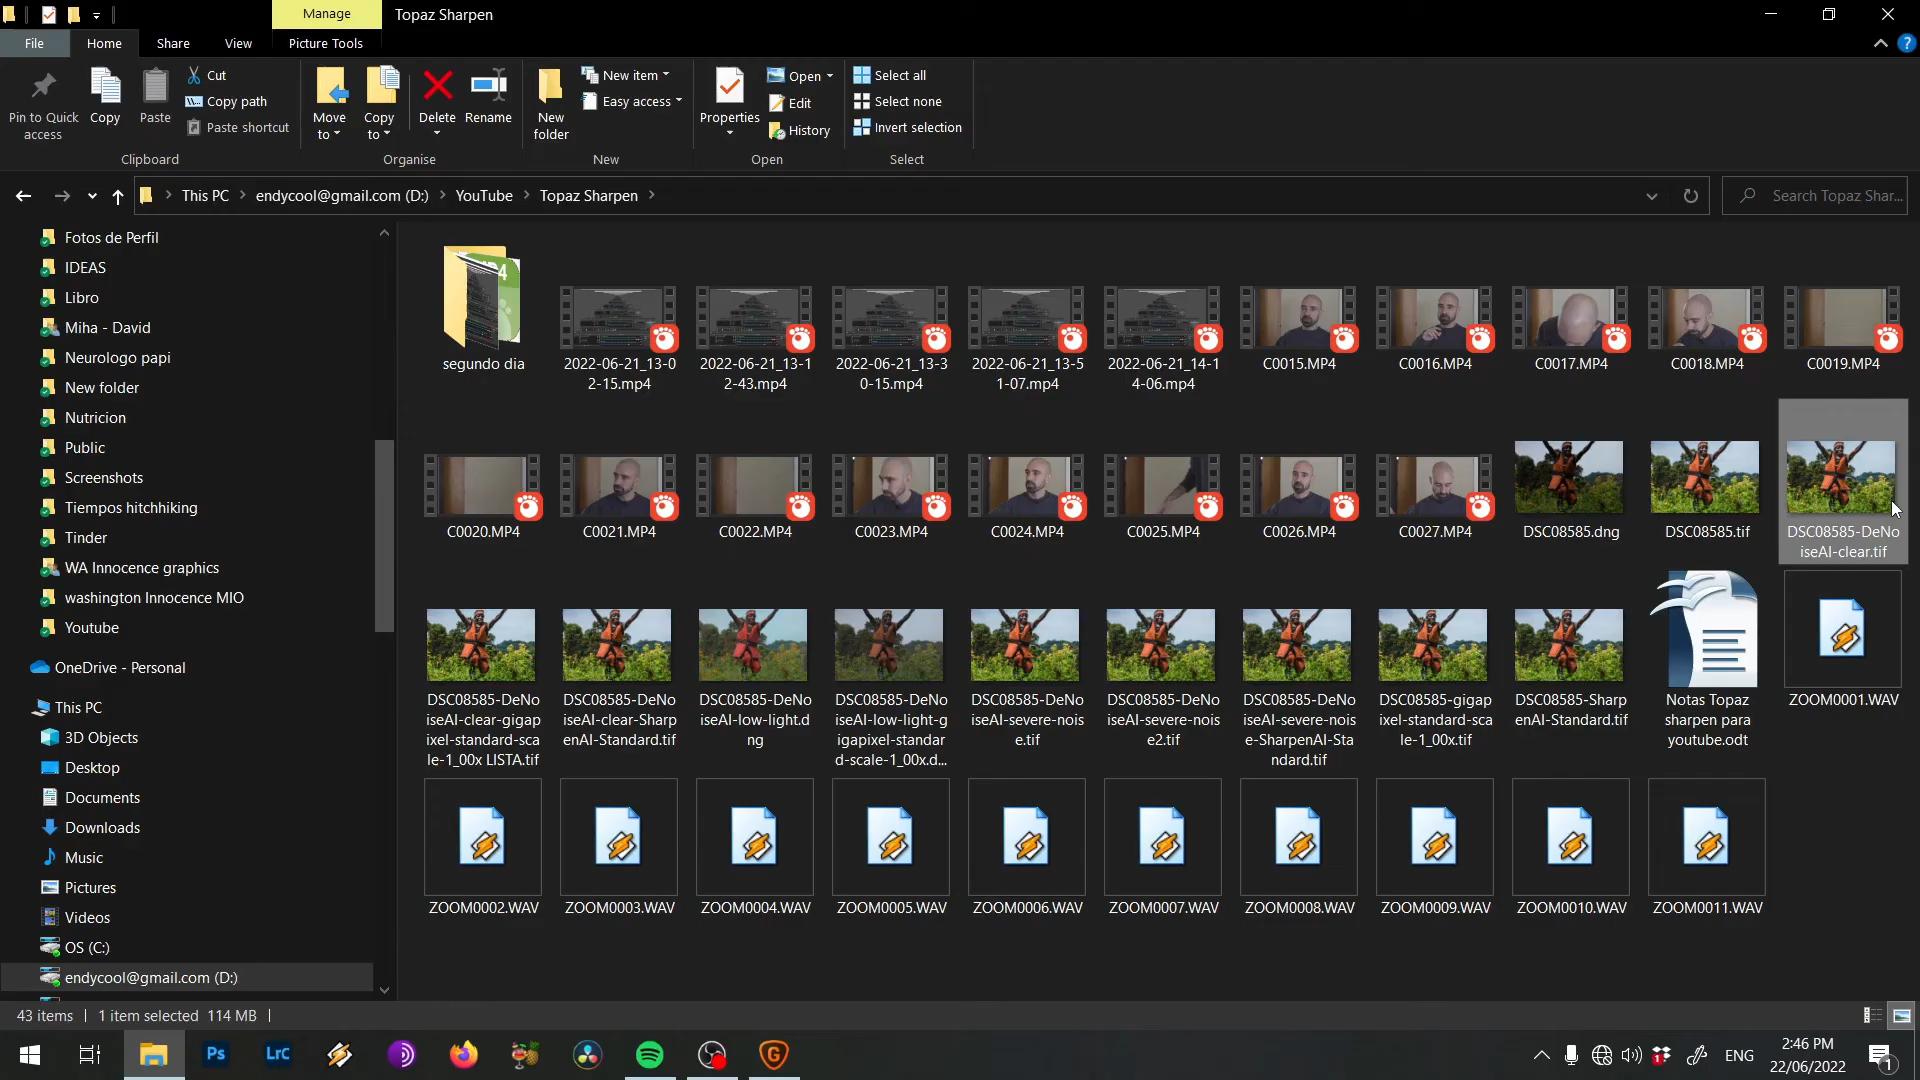 Manage
Topaz Sharpen
File
Home
Share
View
Picture Tools
Pin to Quick
access
Copy
Paste
Cut
Copy path
Paste shortcut
Clipboard
Move
to
Copy
to
Delete
Rename
Organise
New
folder
New item
Easy access
New
Properties
Open
Edit
History
Open
Select all
Select none
Invert selection
Select
This PC
endycool@gmail.com (D:)
YouTube
Topaz Sharpen
Search Topaz Shar...
Fotos de Perfil
IDEAS
Libro
Miha - David
Neurologo papi
New folder
Nutricion
Public
Screenshots
Tiempos hitchhiking
Tinder
WA Innocence graphics
washington Innocence MIO
Youtube
OneDrive - Personal
This PC
3D Objects
Desktop
Documents
Downloads
Music
Pictures
Videos
OS (C:)
endycool@gmail.com (D:)
segundo dia
2022-06-21_13-0
2-15.mp4
2022-06-21_13-1
2-43.mp4
2022-06-21_13-3
0-15.mp4
2022-06-21_13-5
1-07.mp4
2022-06-21_14-1
4-06.mp4
C0015.MP4
C0016.MP4
C0017.MP4
C0018.MP4
C0019.MP4
C0020.MP4
C0021.MP4
C0022.MP4
C0023.MP4
C0024.MP4
C0025.MP4
C0026.MP4
C0027.MP4
DSC08585.dng
DSC08585.tif
DSC08585-DeNo
iseAI-clear.tif
DSC08585-DeNo
iseAI-clear-gigap
ixel-standard-sca
le-1_00x LISTA.tif
DSC08585-DeNo
iseAI-clear-Sharp
enAI-Standard.tif
DSC08585-DeNo
iseAI-low-light.d
ng
DSC08585-DeNo
iseAI-low-light-g
igapixel-standar
d-scale-1_00x.d...
DSC08585-DeNo
iseAI-severe-nois
e.tif
DSC08585-DeNo
iseAI-severe-nois
e2.tif
DSC08585-DeNo
iseAI-severe-nois
e-SharpenAI-Sta
ndard.tif
DSC08585-gigap
ixel-standard-sca
le-1_00x.tif
DSC08585-Sharp
enAI-Standard.tif
Notas Topaz
sharpen para
youtube.odt
ZOOM0001.WAV
ZOOM0002.WAV
ZOOM0003.WAV
ZOOM0004.WAV
ZOOM0005.WAV
ZOOM0006.WAV
ZOOM0007.WAV
ZOOM0008.WAV
ZOOM0009.WAV
ZOOM0010.WAV
ZOOM0011.WAV
43 items
1 item selected 114 MB
Ps
LrC
ENG
2:46 PM
22/06/2022
1